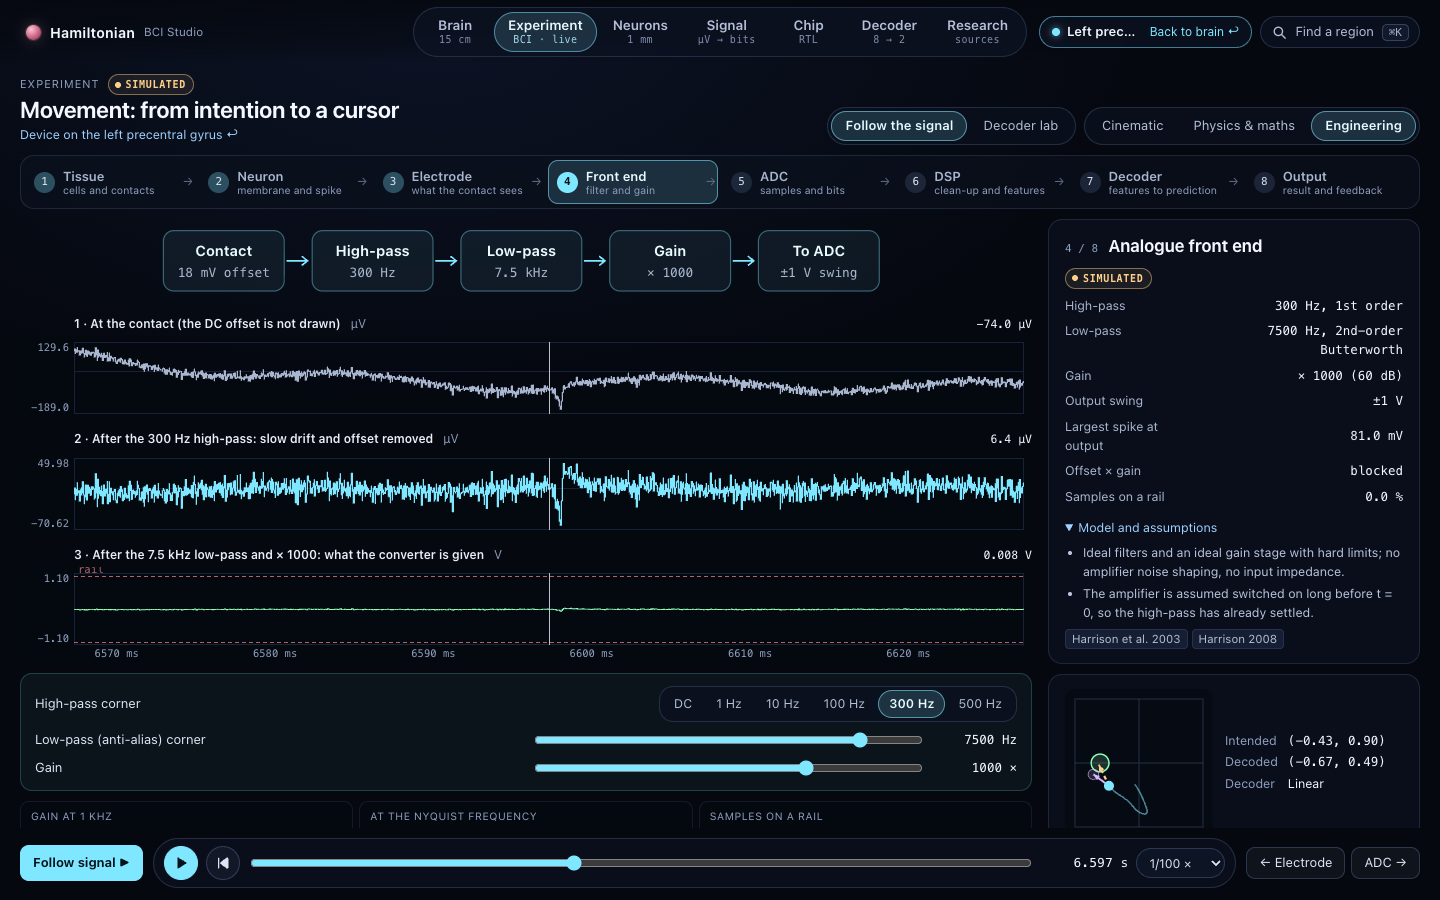 Hamiltonian BCI Studio
Brain
15 cm
Experiment
BCI · live
Neurons
1 mm
Signal
μV → bits
Chip
RTL
Decoder
8 → 2
Research
sources
Left prec... Back to brain ↩
Find a region ⌘K
EXPERIMENT SIMULATED
Movement: from intention to a cursor
Device on the left precentral gyrus ↩
Follow the signal Decoder lab
Cinematic Physics & maths Engineering
1 Tissue
cells and contacts
→
2 Neuron
membrane and spike
→
3 Electrode
what the contact sees
→
4 Front end
filter and gain
→
5 ADC
samples and bits
→
6 DSP
clean-up and features
→
7 Decoder
features to prediction
→
8 Output
result and feedback
Contact
18 mV offset
High-pass
300 Hz
Low-pass
7.5 kHz
Gain
× 1000
To ADC
±1 V swing
1 · At the contact (the DC offset is not drawn) μV −74.0 μV
129.6
−189.0
2 · After the 300 Hz high-pass: slow drift and offset removed μV 6.4 μV
49.98
−70.62
3 · After the 7.5 kHz low-pass and × 1000: what the converter is given V 0.008 V
rail
1.10
−1.10
6570 ms 6580 ms 6590 ms 6600 ms 6610 ms 6620 ms
High-pass corner DC 1 Hz 10 Hz 100 Hz 300 Hz 500 Hz
Low-pass (anti-alias) corner 7500 Hz
Gain 1000 ×
GAIN AT 1 KHZ
AT THE NYQUIST FREQUENCY
SAMPLES ON A RAIL
4 / 8 Analogue front end
SIMULATED
High-pass 300 Hz, 1st order
Low-pass 7500 Hz, 2nd-order
Butterworth
Gain × 1000 (60 dB)
Output swing ±1 V
Largest spike at
output 81.0 mV
Offset × gain blocked
Samples on a rail 0.0 %
▼ Model and assumptions
• Ideal filters and an ideal gain stage with hard limits; no
amplifier noise shaping, no input impedance.
• The amplifier is assumed switched on long before t =
0, so the high-pass has already settled.
Harrison et al. 2003 Harrison 2008
Intended (−0.43, 0.90)
Decoded (−0.67, 0.49)
Decoder Linear
Follow signal ▶
6.597 s 1/100 ×
← Electrode ADC →